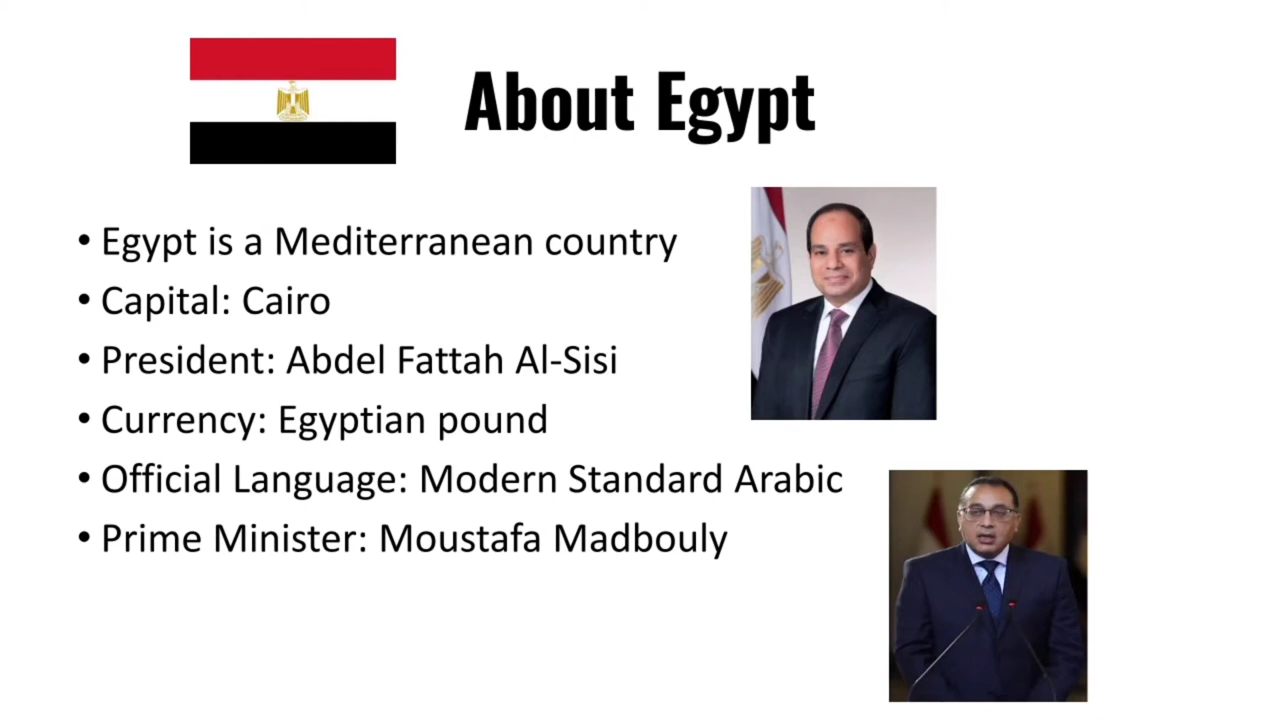 About Egypt
• Egypt is a Mediterranean country
• Capital: Cairo
• President: Abdel Fattah Al-Sisi
• Currency: Egyptian pound
• Official Language: Modern Standard Arabic
• Prime Minister: Moustafa Madbouly